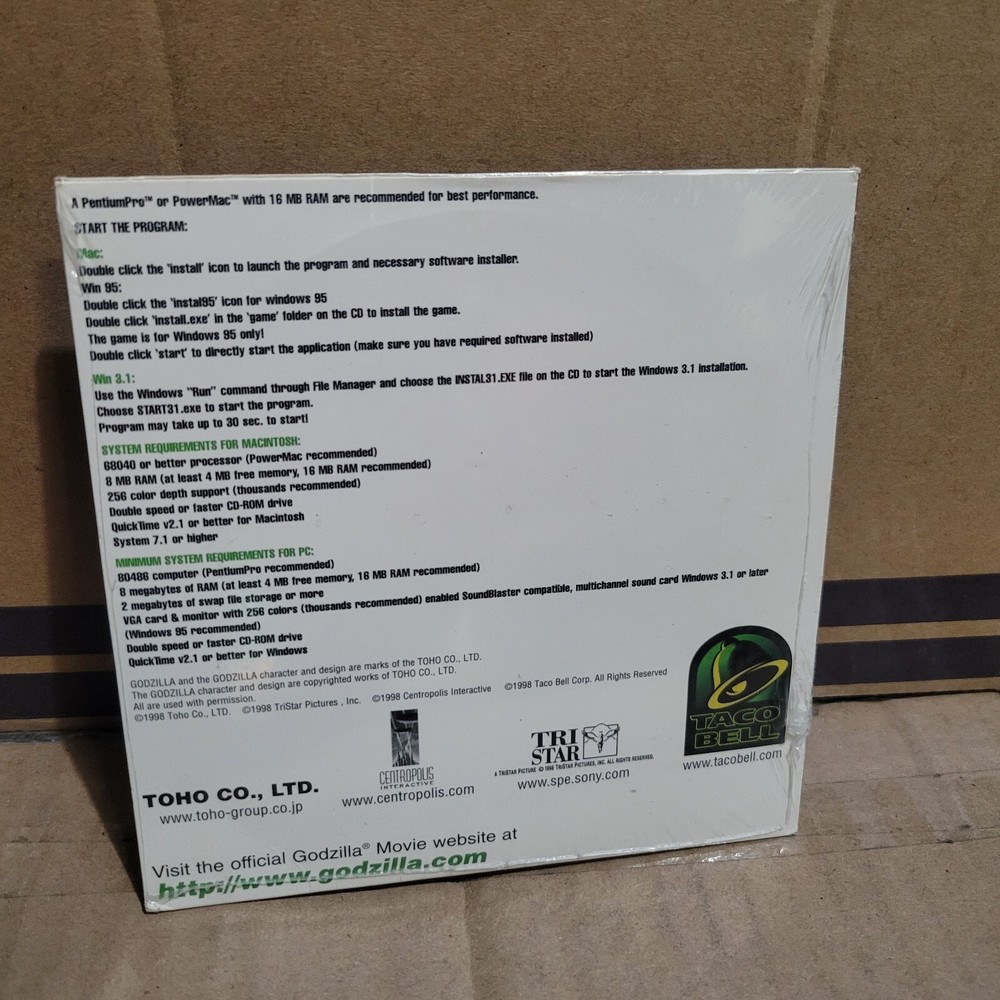 A PentiumPro™ or PowerMac™ with 16 MB RAM are recommended for best performance.
START THE PROGRAM:
Mac:
Double click the 'install' icon to launch the program and necessary software installer.
Win 95:
Double click the 'instal95' icon for windows 95
Double click 'install.exe' in the 'game' folder on the CD to install the game.
The game is for Windows 95 only!
Double click 'start' to directly start the application (make sure you have required software installed)
Win 3.1:
Use the Windows "Run" command through File Manager and choose the INSTAL31.EXE file on the CD to start the Windows 3.1 installation.
Choose START31.exe to start the program.
Program may take up to 30 sec. to start!
SYSTEM REQUIREMENTS FOR MACINTOSH:
68040 or better processor (PowerMac recommended)
8 MB RAM (at least 4 MB free memory, 16 MB RAM recommended)
256 color depth support (thousands recommended)
Double speed or faster CD-ROM drive
QuickTime v2.1 or better for Macintosh
System 7.1 or higher
MINIMUM SYSTEM REQUIREMENTS FOR PC:
80486 computer (PentiumPro recommended)
8 megabytes of RAM (at least 4 MB free memory, 16 MB RAM recommended)
2 megabytes of swap file storage or more
VGA card & monitor with 256 colors (thousands recommended) enabled SoundBlaster compatible, multichannel sound card Windows 3.1 or later
(Windows 95 recommended)
Double speed or faster CD-ROM drive
QuickTime v2.1 or better for Windows
GODZILLA and the GODZILLA character and design are marks of the TOHO CO., LTD.
The GODZILLA character and design are copyrighted works of TOHO CO., LTD.
All are used with permission.
©1998 Toho Co., LTD. ©1998 TriStar Pictures , Inc. ©1998 Centropolis Interactive ©1998 Taco Bell Corp. All Rights Reserved
TOHO CO., LTD.
www.toho-group.co.jp
CENTROPOLIS
INTERACTIVE
www.centropolis.com
TRI
STAR
A TRISTAR PICTURE © 1998 TRISTAR PICTURES, INC. ALL RIGHTS RESERVED.
www.spe.sony.com
TACO
BELL
www.tacobell.com
Visit the official Godzilla® Movie website at
http://www.godzilla.com